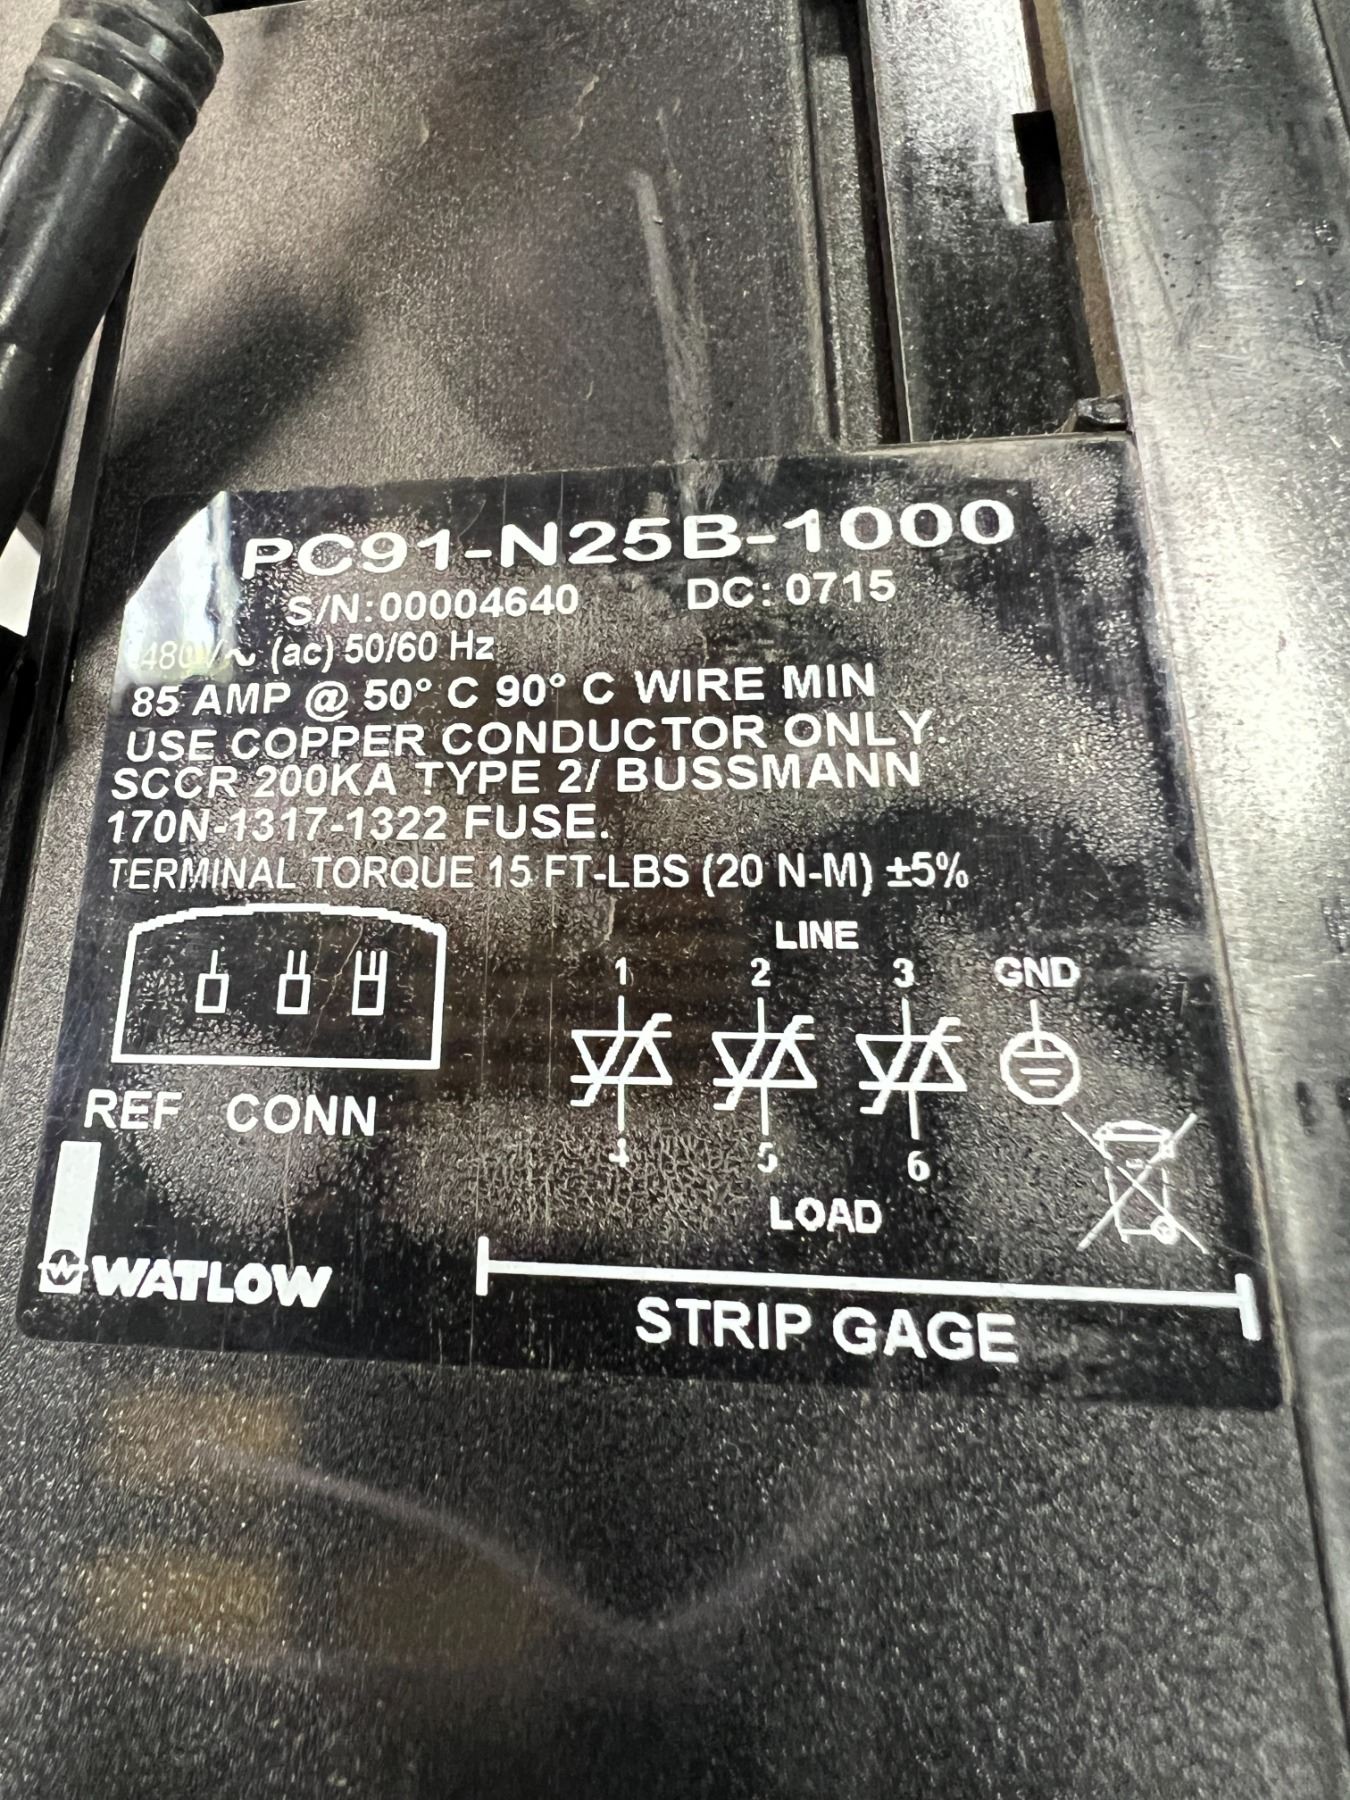 PC91-N25B-1000
S/N:00004640 DC: 0715
480V~ (ac) 50/60 Hz
85 AMP @ 50° C 90° C WIRE MIN
USE COPPER CONDUCTOR ONLY.
SCCR 200KA TYPE 2/ BUSSMANN
170N-1317-1322 FUSE.
TERMINAL TORQUE 15 FT-LBS (20 N-M) ±5%
LINE
1 2 3 GND
REF CONN
4 5 6
LOAD
WATLOW
STRIP GAGE